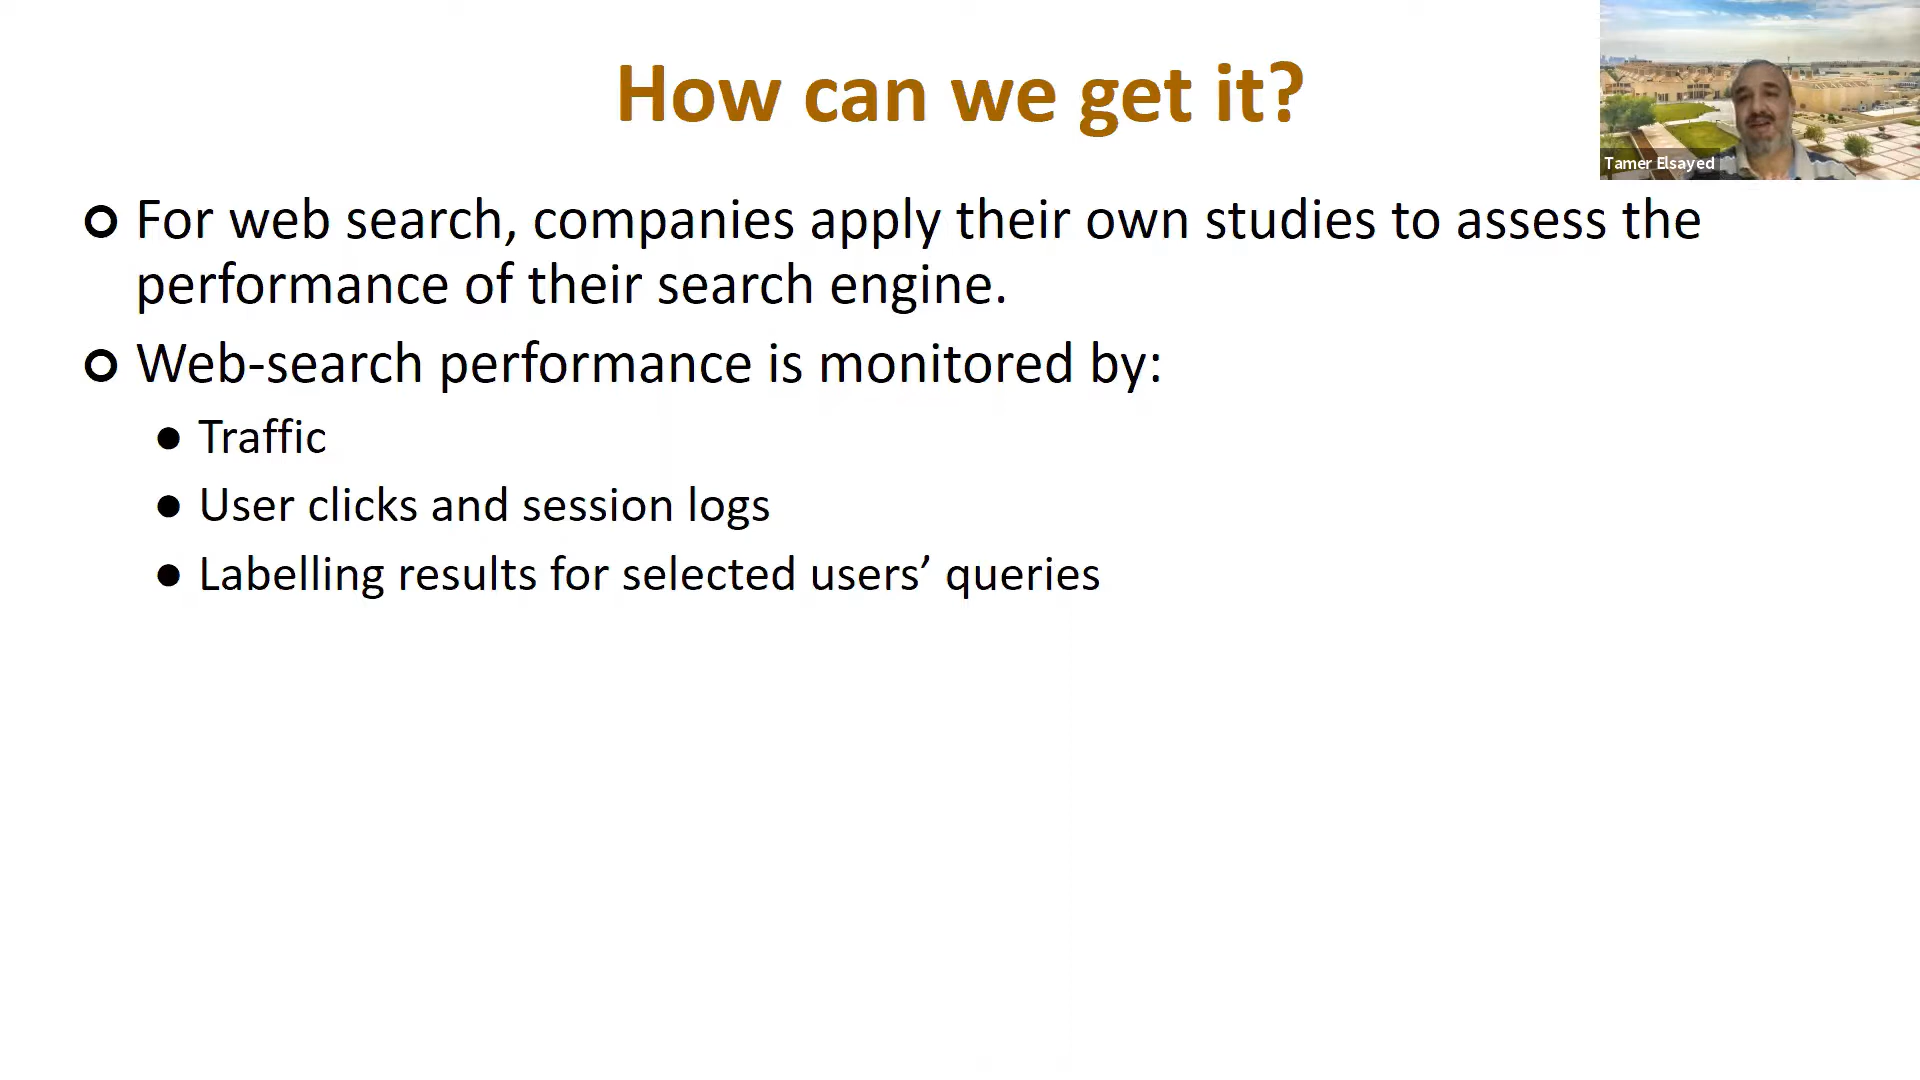 How can we get it?
Tamer Elsayed
For web search, companies apply their own studies to assess the
performance of their search engine.
Web-search performance is monitored by:
Traffic
User clicks and session logs
Labelling results for selected users’ queries